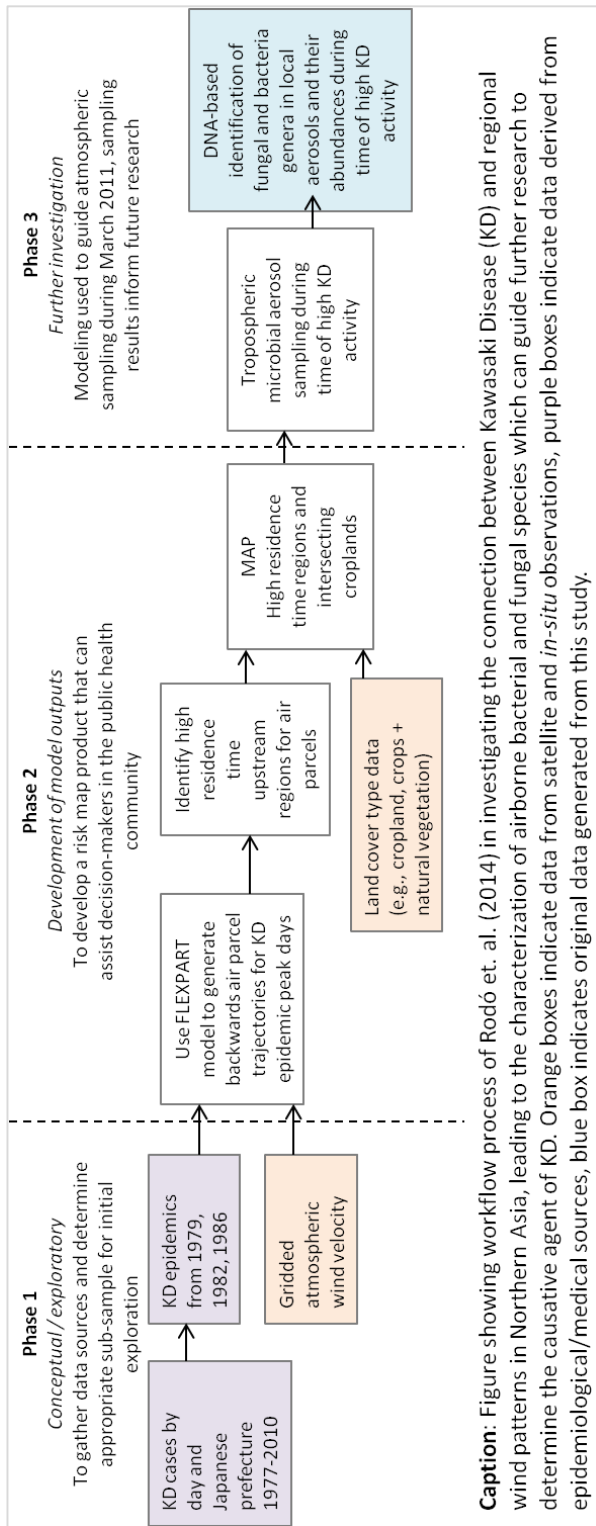 Phase 1
Conceptual / exploratory
To gather data sources and determine
appropriate sub-sample for initial
exploration
KD cases by
day and
Japanese
prefecture
1977-2010
KD epidemics
from 1979,
1982, 1986
Gridded
atmospheric
wind velocity
Phase 2
Development of model outputs
To develop a risk map product that can
assist decision-makers in the public health
community
Use FLEXPART
model to generate
backwards air parcel
trajectories for KD
epidemic peak days
Identify high
residence
time
upstream
regions for air
parcels
Land cover type data
(e.g., cropland, crops +
natural vegetation)
MAP
High residence
time regions and
intersecting
croplands
Phase 3
Further investigation
Modeling used to guide atmospheric
sampling during March 2011, sampling
results inform future research
Tropospheric
microbial aerosol
sampling during
time of high KD
activity
DNA-based
identification of
fungal and bacteria
genera in local
aerosols and their
abundances during
time of high KD
activity
Caption: Figure showing workflow process of Rodó et. al. (2014) in investigating the connection between Kawasaki Disease (KD) and regional
wind patterns in Northern Asia, leading to the characterization of airborne bacterial and fungal species which can guide further research to
determine the causative agent of KD. Orange boxes indicate data from satellite and in-situ observations, purple boxes indicate data derived from
epidemiological/medical sources, blue box indicates original data generated from this study.